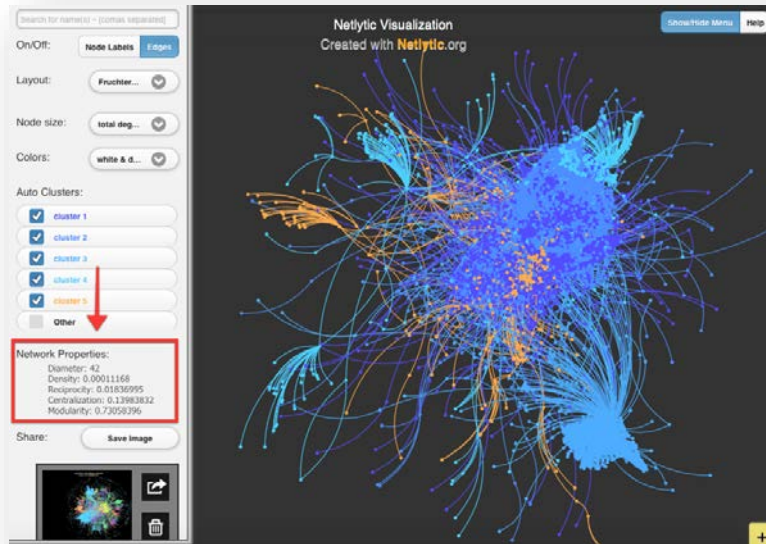 Search for name(s) - (comas separated)
On/Off:
Node Labels
Edges
Layout:
Fruchter...
Node size:
total deg...
Colors:
white & d...
Auto Clusters:
cluster 1
cluster 2
cluster 3
cluster 4
cluster 5
Other
Network Properties:
Diameter: 42
Density: 0.00011168
Reciprocity: 0.01836995
Centralization: 0.13983832
Modularity: 0.73058396
Share:
Save Image
Netlytic Visualization
Created with Netlytic.org
Show/Hide Menu
Help
+